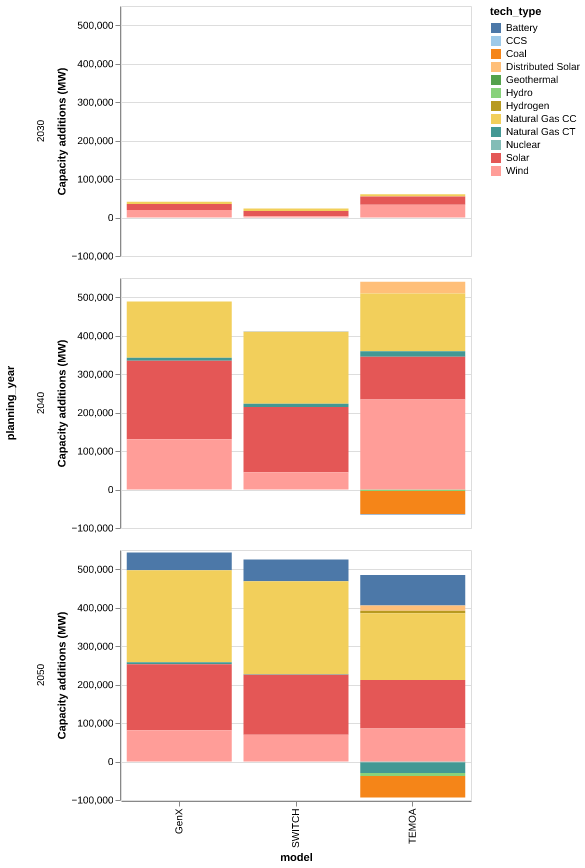 tech_type
Battery
CCS
Coal
Distributed Solar
Geothermal
Hydro
Hydrogen
Natural Gas CC
Natural Gas CT
Nuclear
Solar
Wind
planning_year
2030
Capacity additions (MW)
500,000
400,000
300,000
200,000
100,000
0
−100,000
2040
Capacity additions (MW)
500,000
400,000
300,000
200,000
100,000
0
−100,000
2050
Capacity additions (MW)
500,000
400,000
300,000
200,000
100,000
0
−100,000
GenX
SWITCH
TEMOA
model